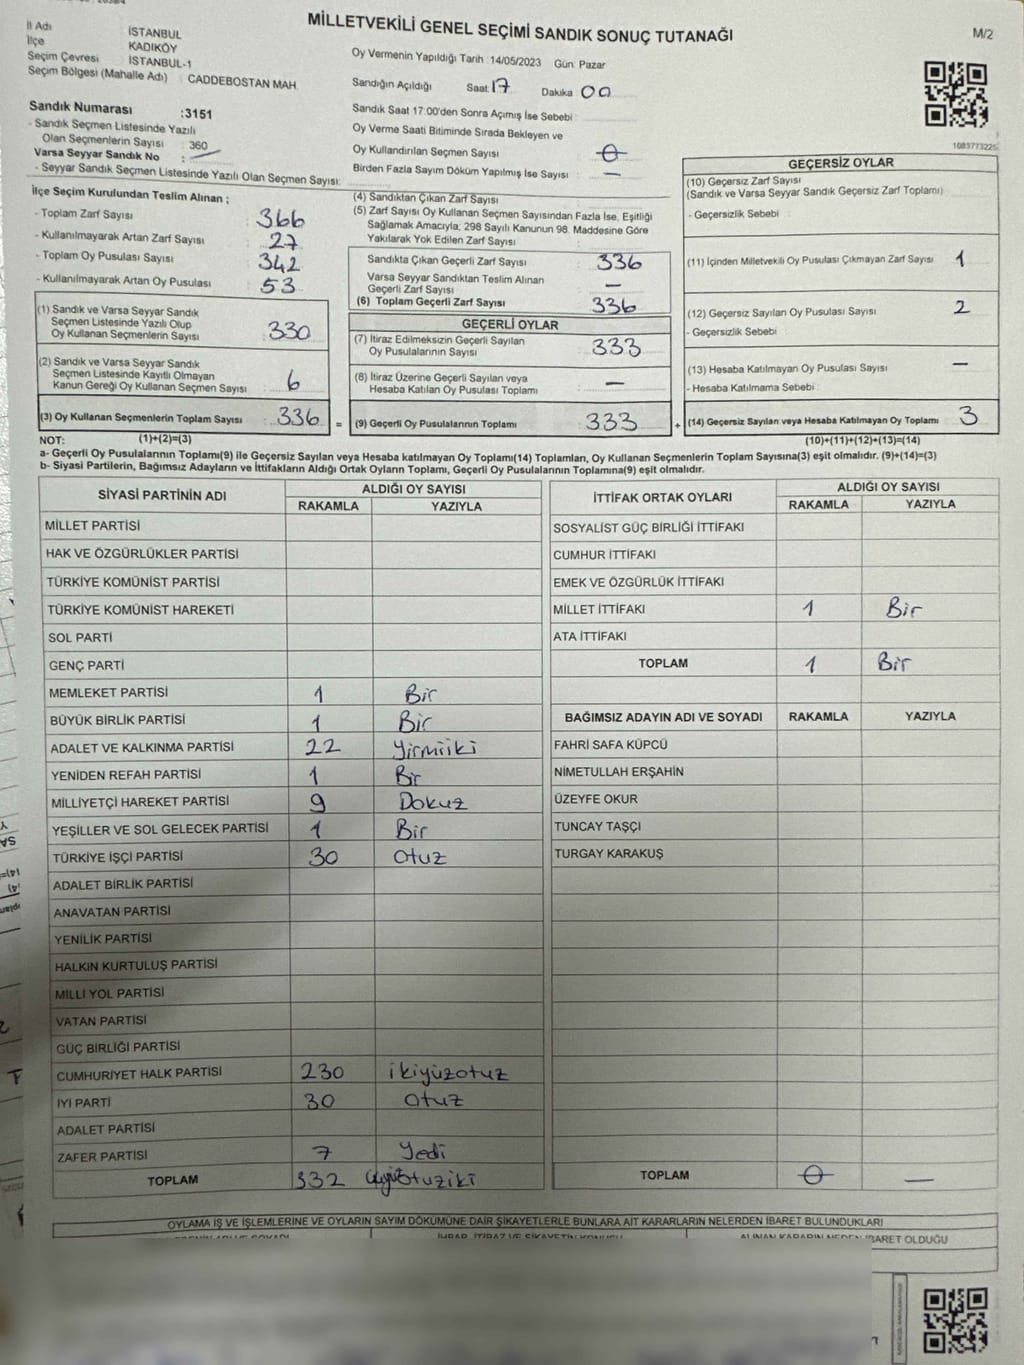 MİLLETVEKİLİ GENEL SEÇİMİ SANDIK SONUÇ TUTANAĞI
M/2
İl Adı İSTANBUL
İlçe KADIKÖY
Seçim Çevresi İSTANBUL-1
Seçim Bölgesi (Mahalle Adı) CADDEBOSTAN MAH.
Sandık Numarası :3151
- Sandık Seçmen Listesinde Yazılı
Olan Seçmenlerin Sayısı : 360
Varsa Seyyar Sandık No : —
- Seyyar Sandık Seçmen Listesinde Yazılı Olan Seçmen Sayısı:
Oy Vermenin Yapıldığı Tarih 14/05/2023 Gün: Pazar
Sandığın Açıldığı Saat: 17 Dakika 00
Sandık Saat 17:00'den Sonra Açımış İse Sebebi :
Oy Verme Saati Bitiminde Sırada Bekleyen ve
Oy Kullandırılan Seçmen Sayısı : 0
Birden Fazla Sayım Döküm Yapılmış İse Sayısı : —
1083773225
İlçe Seçim Kurulundan Teslim Alınan ;
- Toplam Zarf Sayısı : 366
- Kullanılmayarak Artan Zarf Sayısı : 27
- Toplam Oy Pusulası Sayısı : 342
- Kullanılmayarak Artan Oy Pusulası : 53
(1) Sandık ve Varsa Seyyar Sandık
Seçmen Listesinde Yazılı Olup
Oy Kullanan Seçmenlerin Sayısı : 330
(2) Sandık ve Varsa Seyyar Sandık
Seçmen Listesinde Kayıtlı Olmayan
Kanun Gereği Oy Kullanan Seçmen Sayısı : 6
(3) Oy Kullanan Seçmenlerin Toplam Sayısı : 336
(1)+(2)=(3)
(4) Sandıktan Çıkan Zarf Sayısı :
(5) Zarf Sayısı Oy Kullanan Seçmen Sayısından Fazla İse, Eşitliği
Sağlamak Amacıyla; 298 Sayılı Kanunun 98. Maddesine Göre
Yakılarak Yok Edilen Zarf Sayısı :
Sandıkta Çıkan Geçerli Zarf Sayısı : 336
Varsa Seyyar Sandıktan Teslim Alınan
Geçerli Zarf Sayısı : —
(6) Toplam Geçerli Zarf Sayısı : 336
GEÇERLİ OYLAR
(7) İtiraz Edilmeksizin Geçerli Sayılan
Oy Pusulalarının Sayısı : 333
(8) İtiraz Üzerine Geçerli Sayılan veya
Hesaba Katılan Oy Pusulası Toplamı : —
= (9) Geçerli Oy Pusulalarının Toplamı : 333
GEÇERSİZ OYLAR
(10) Geçersiz Zarf Sayısı
(Sandık ve Varsa Seyyar Sandık Geçersiz Zarf Toplamı)
- Geçersizlik Sebebi :
(11) İçinden Milletvekili Oy Pusulası Çıkmayan Zarf Sayısı : 1
(12) Geçersiz Sayılan Oy Pusulası Sayısı : 2
- Geçersizlik Sebebi :
(13) Hesaba Katılmayan Oy Pusulası Sayısı : —
- Hesaba Katılmama Sebebi :
+ (14) Geçersiz Sayılan veya Hesaba Katılmayan Oy Toplamı : 3
(10)+(11)+(12)+(13)=(14)
NOT:
a- Geçerli Oy Pusulalarının Toplamı(9) ile Geçersiz Sayılan veya Hesaba katılmayan Oy Toplamı(14) Toplamları, Oy Kullanan Seçmenlerin Toplam Sayısına(3) eşit olmalıdır. (9)+(14)=(3)
b- Siyasi Partilerin, Bağımsız Adayların ve İttifakların Aldığı Ortak Oyların Toplamı, Geçerli Oy Pusulalarının Toplamına(9) eşit olmalıdır.
SİYASİ PARTİNİN ADI ALDIĞI OY SAYISI
RAKAMLA YAZIYLA
MİLLET PARTİSİ
HAK VE ÖZGÜRLÜKLER PARTİSİ
TÜRKİYE KOMÜNİST PARTİSİ
TÜRKİYE KOMÜNİST HAREKETİ
SOL PARTİ
GENÇ PARTİ
MEMLEKET PARTİSİ 1 Bir
BÜYÜK BİRLİK PARTİSİ 1 Bir
ADALET VE KALKINMA PARTİSİ 22 Yirmiiki
YENİDEN REFAH PARTİSİ 1 Bir
MİLLİYETÇİ HAREKET PARTİSİ 9 Dokuz
YEŞİLLER VE SOL GELECEK PARTİSİ 1 Bir
TÜRKİYE İŞÇİ PARTİSİ 30 Otuz
ADALET BİRLİK PARTİSİ
ANAVATAN PARTİSİ
YENİLİK PARTİSİ
HALKIN KURTULUŞ PARTİSİ
MİLLİ YOL PARTİSİ
VATAN PARTİSİ
GÜÇ BİRLİĞİ PARTİSİ
CUMHURİYET HALK PARTİSİ 230 ikiyüzotuz
İYİ PARTİ 30 Otuz
ADALET PARTİSİ
ZAFER PARTİSİ 7 Yedi
TOPLAM 332 üçyüzotuziki
İTTİFAK ORTAK OYLARI ALDIĞI OY SAYISI
RAKAMLA YAZIYLA
SOSYALİST GÜÇ BİRLİĞİ İTTİFAKI
CUMHUR İTTİFAKI
EMEK VE ÖZGÜRLÜK İTTİFAKI
MİLLET İTTİFAKI 1 Bir
ATA İTTİFAKI
TOPLAM 1 Bir
BAĞIMSIZ ADAYIN ADI VE SOYADI RAKAMLA YAZIYLA
FAHRİ SAFA KÜPCÜ
NİMETULLAH ERŞAHİN
ÜZEYFE OKUR
TUNCAY TAŞÇI
TURGAY KARAKUŞ
TOPLAM 0 —
OYLAMA İŞ VE İŞLEMLERİNE VE OYLARIN SAYIM DÖKÜMÜNE DAİR ŞİKAYETLERLE BUNLARA AİT KARARLARIN NELERDEN İBARET BULUNDUKLARI
İHBAR, İTİRAZ VE ŞİKAYETİN KONUSU ALINAN KARARIN NEDEN İBARET OLDUĞU